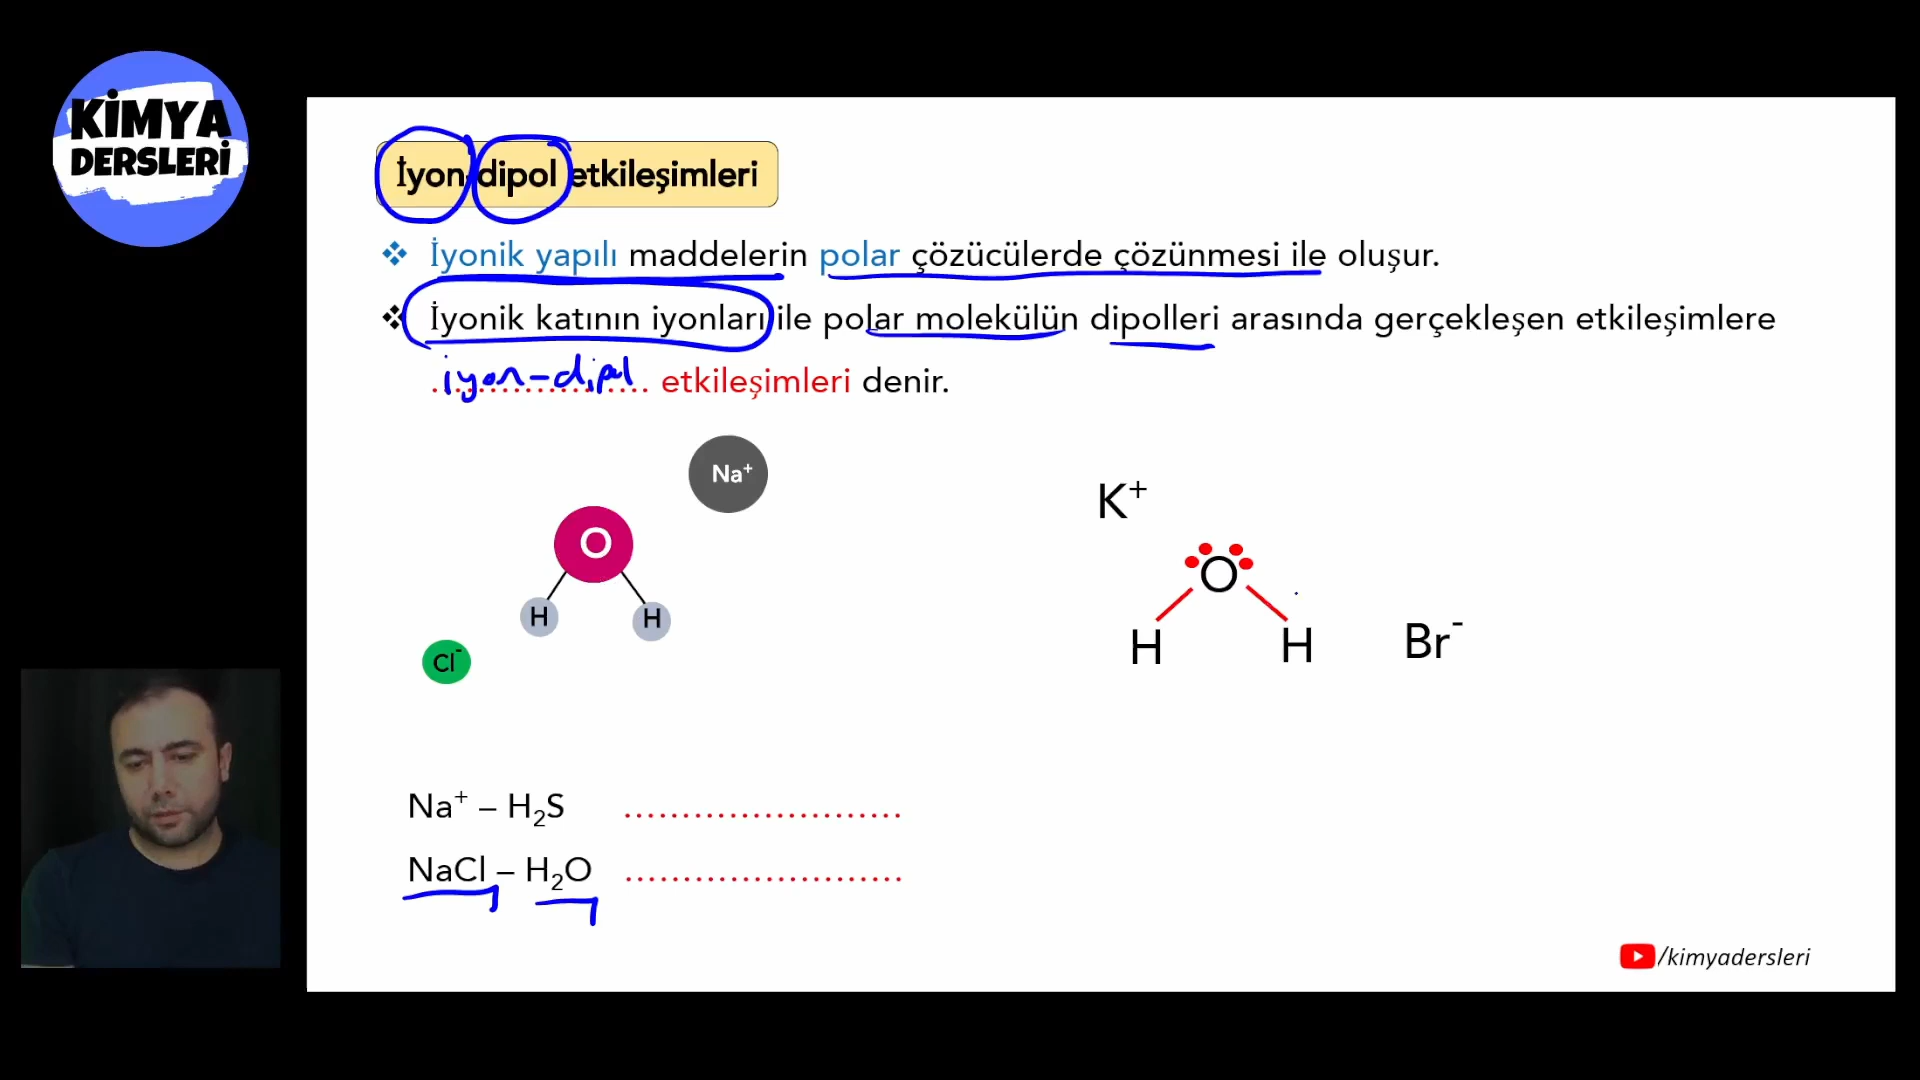 KİMYA
DERSLERİ
İyon-dipol etkileşimleri
❖ İyonik yapılı maddelerin polar çözücülerde çözünmesi ile oluşur.
❖ İyonik katının iyonları ile polar molekülün dipolleri arasında gerçekleşen etkileşimlere
iyon-dipol etkileşimleri denir.
Na⁺
K⁺
O
O
H H
H H
Br⁻
Cl⁻
Na⁺ – H₂S ........................
NaCl – H₂O ........................
/kimyadersleri